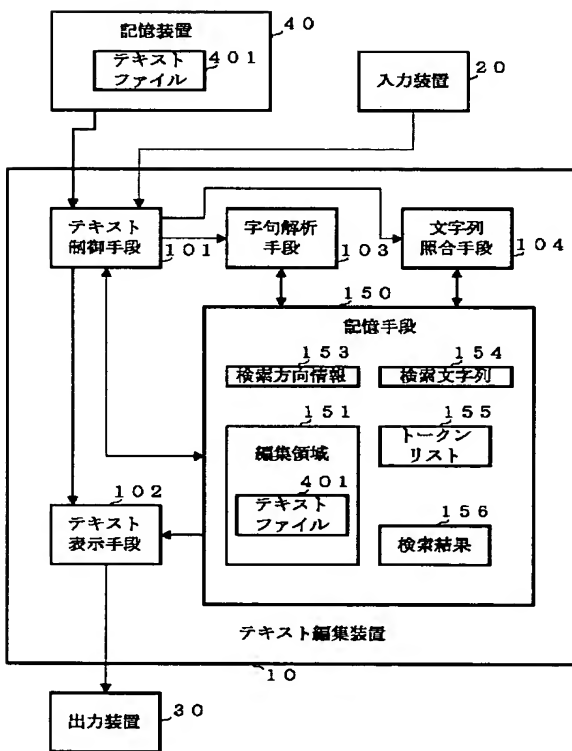 記憶装置
40
テキスト
ファイル
401
入力装置
20
テキスト
制御手段
101
字句解析
手段
103
文字列
照合手段
104
150
記憶手段
153
検索方向情報
154
検索文字列
151
編集領域
401
テキスト
ファイル
155
トークン
リスト
156
検索結果
102
テキスト
表示手段
テキスト編集装置
10
出力装置
30